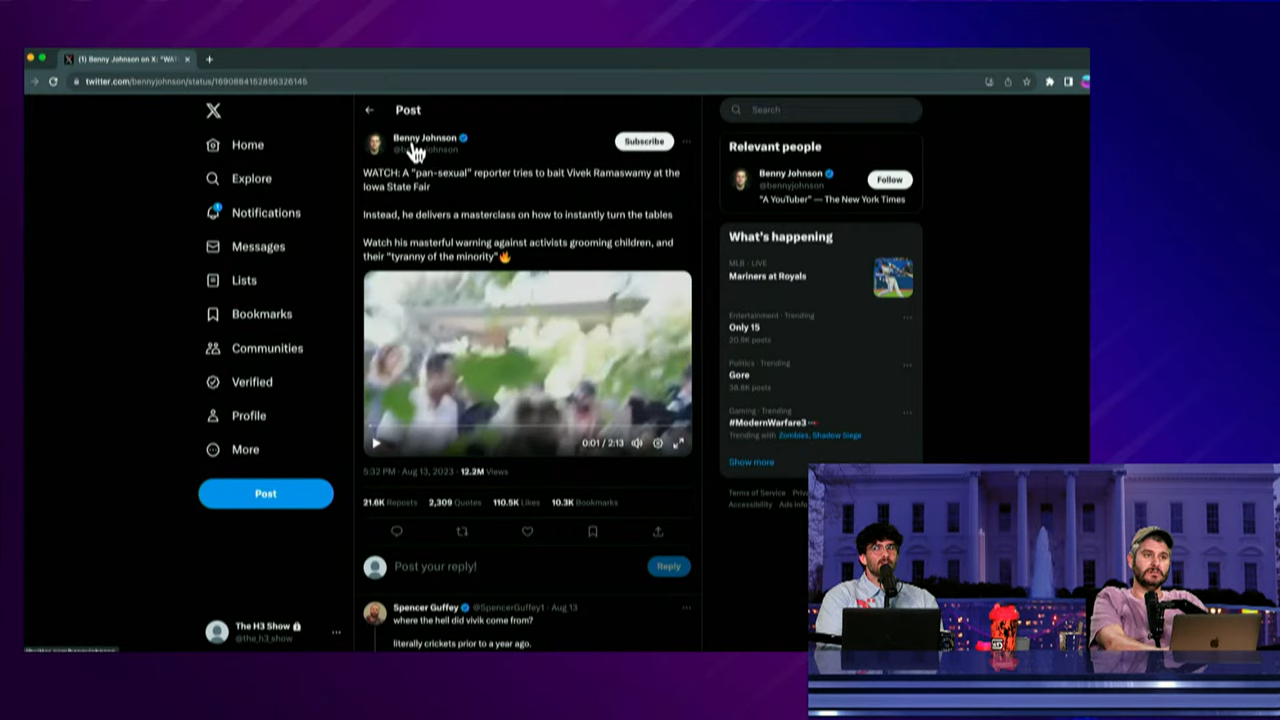 (1) Benny Johnson on X: "WAT
twitter.com/bennyjohnson/status/1690884152856326145
Home
Explore
Notifications
Messages
Lists
Bookmarks
Communities
Verified
Profile
More
Post
The H3 Show
@the_h3_show
Post
Benny Johnson
Subscribe
WATCH: A "pan-sexual" reporter tries to bait Vivek Ramaswamy at the
Iowa State Fair
Instead, he delivers a masterclass on how to instantly turn the tables
Watch his masterful warning against activists grooming children, and
their "tyranny of the minority"🔥
0:01 / 2:13
5:32 PM · Aug 13, 2023 · 12.2M Views
21.6K Reposts 2,309 Quotes 110.5K Likes 10.3K Bookmarks
Post your reply!
Reply
Spencer Guffey @SpencerGuffey1 · Aug 13
where the hell did vivik come from?
literally crickets prior to a year ago.
Search
Relevant people
Benny Johnson
@bennyjohnson
Follow
"A YouTuber" — The New York Times
What's happening
MLB · LIVE
Mariners at Royals
Entertainment · Trending
Only 15
20.9K posts
Politics · Trending
Gore
38.8K posts
Gaming · Trending
#ModernWarfare3
Trending with Zombies, Shadow Siege
Show more
Terms of Service
Accessibility Ads info